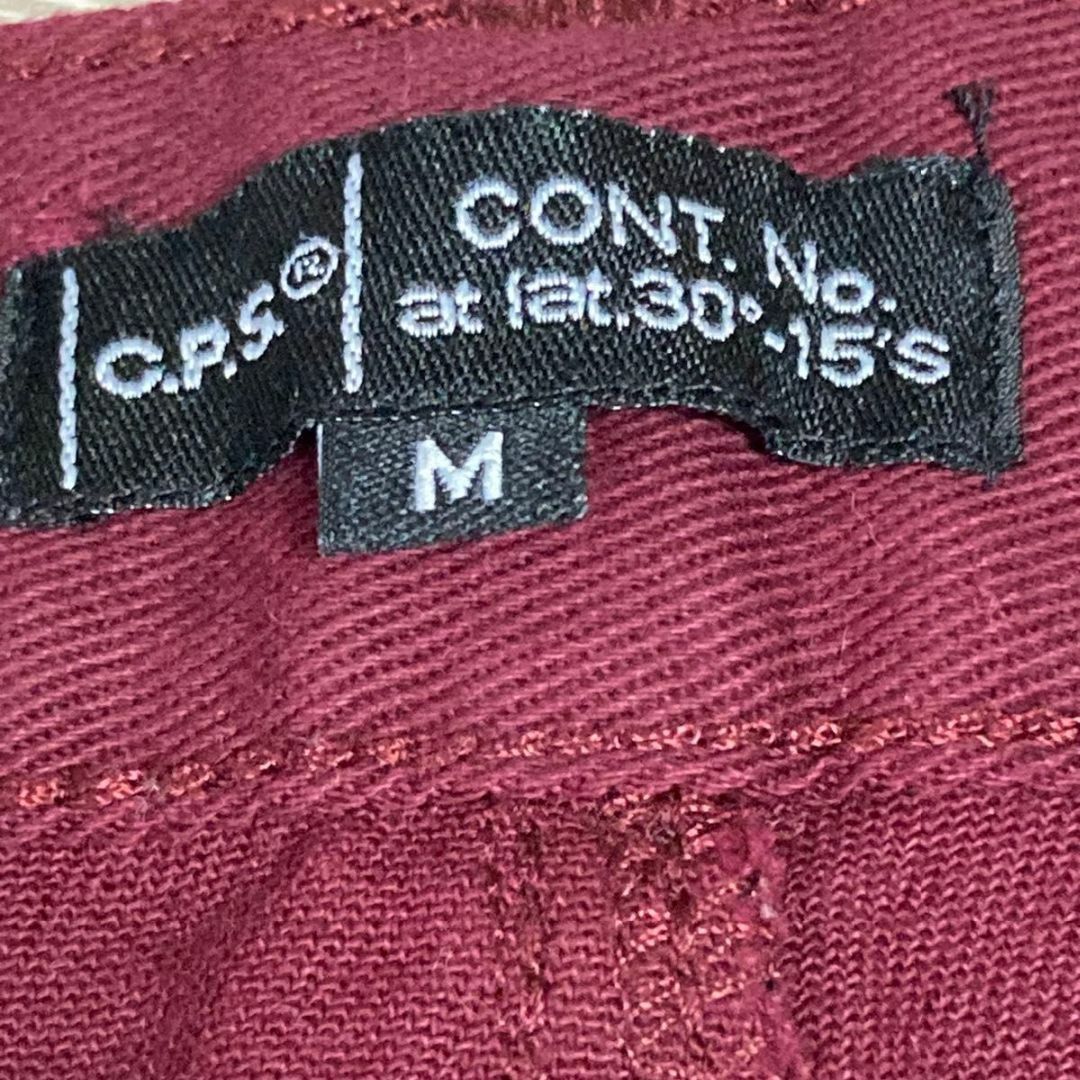 C.P.S.®
CONT. No.
at lat.30°-15'S
M